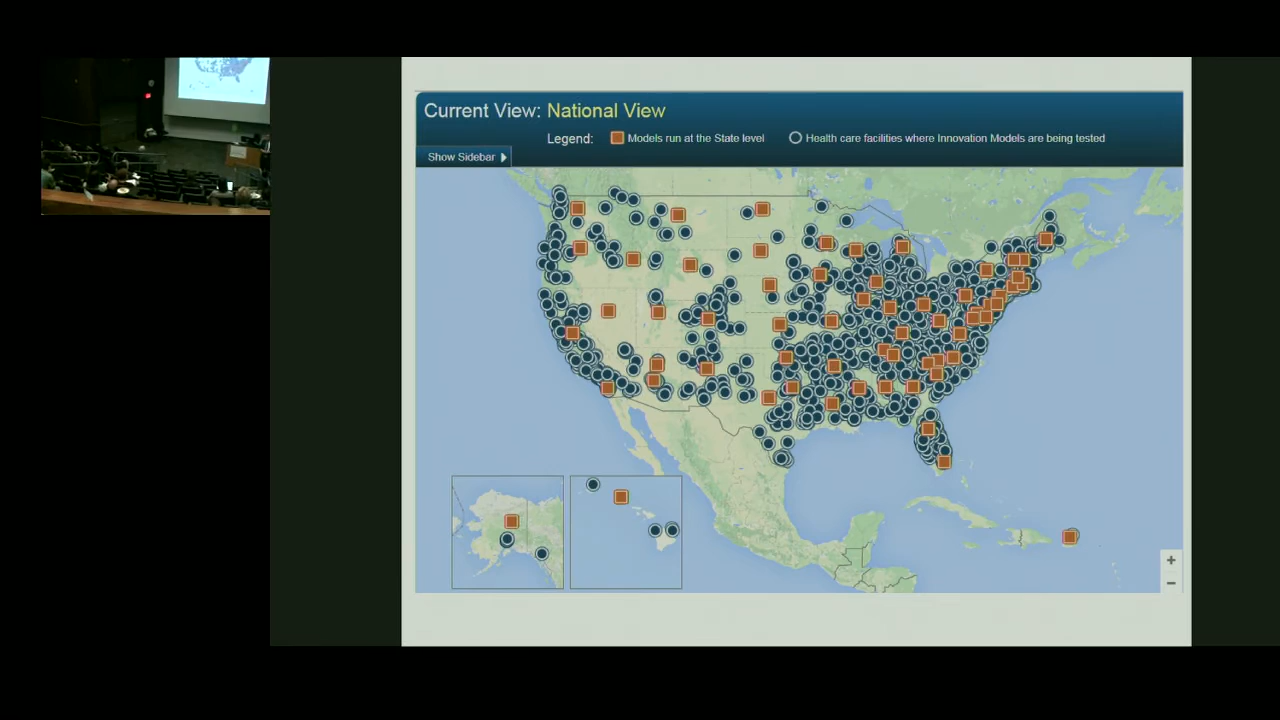 Current View: National View
Legend: Models run at the State level Health care facilities where Innovation Models are being tested
Show Sidebar
+
−